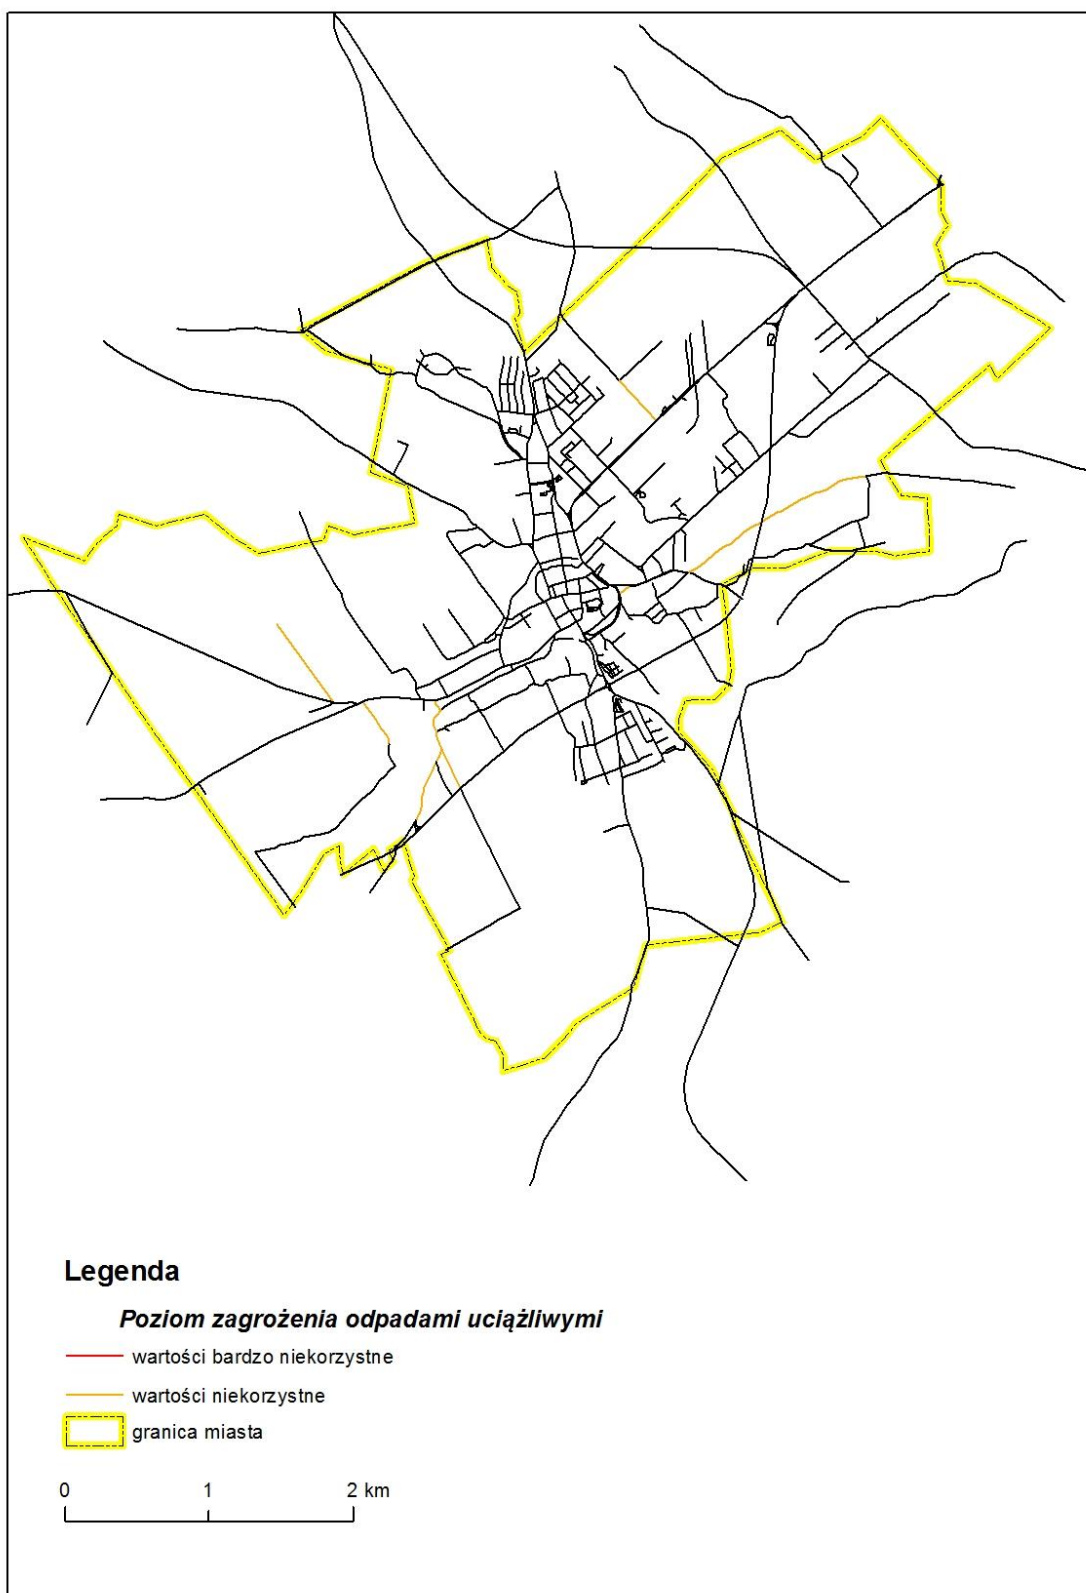 Legenda
Poziom zagrożenia odpadami uciążliwymi
wartości bardzo niekorzystne
wartości niekorzystne
granica miasta
0 1 2 km